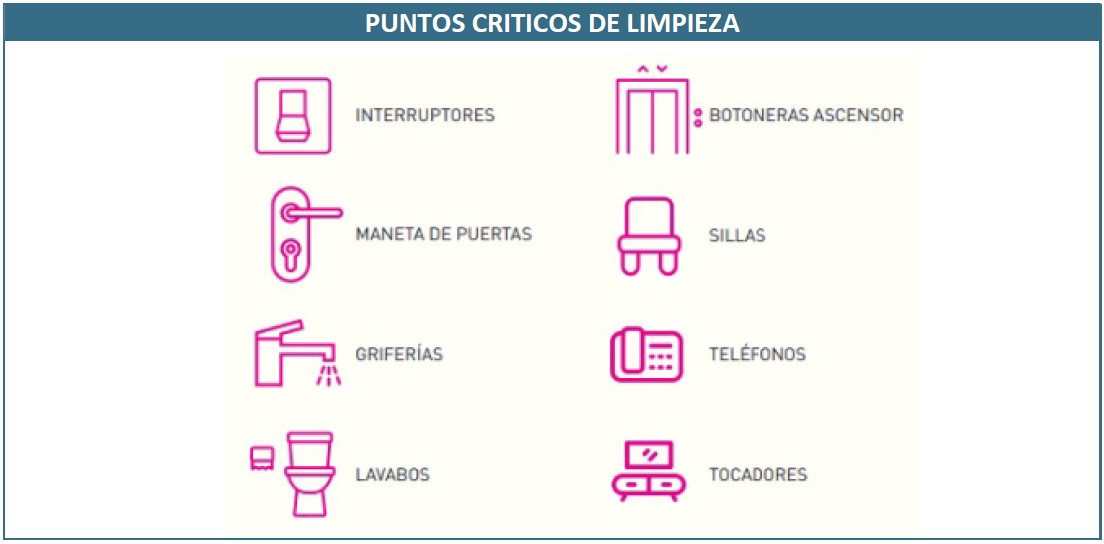 PUNTOS CRITICOS DE LIMPIEZA
INTERRUPTORES
BOTONERAS ASCENSOR
MANETA DE PUERTAS
SILLAS
GRIFERÍAS
TELÉFONOS
LAVABOS
TOCADORES